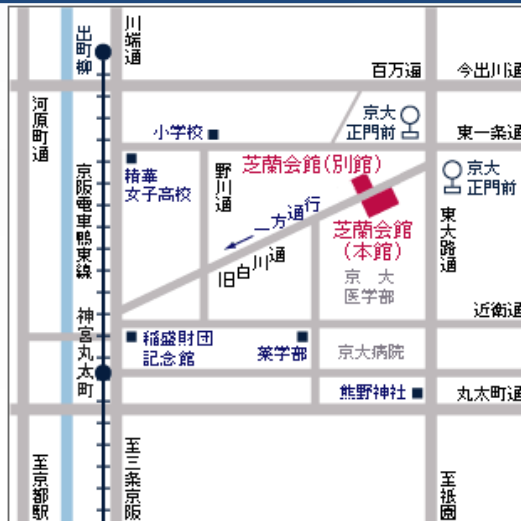 出町柳
川端通
百万通
今出川通
河原町通
小学校
京大
正門前
東一条通
精華
女子高校
野川通
芝蘭会館(別館)
京大
正門前
京阪電車鴨東線
一方通行
芝蘭会館
(本館)
東大路通
旧白川通
京 大
医学部
近衛通
神宮丸太町
稲盛財団
記念館
薬学部
京大病院
熊野神社
丸太町通
至京都駅
至三条京阪
至祇園